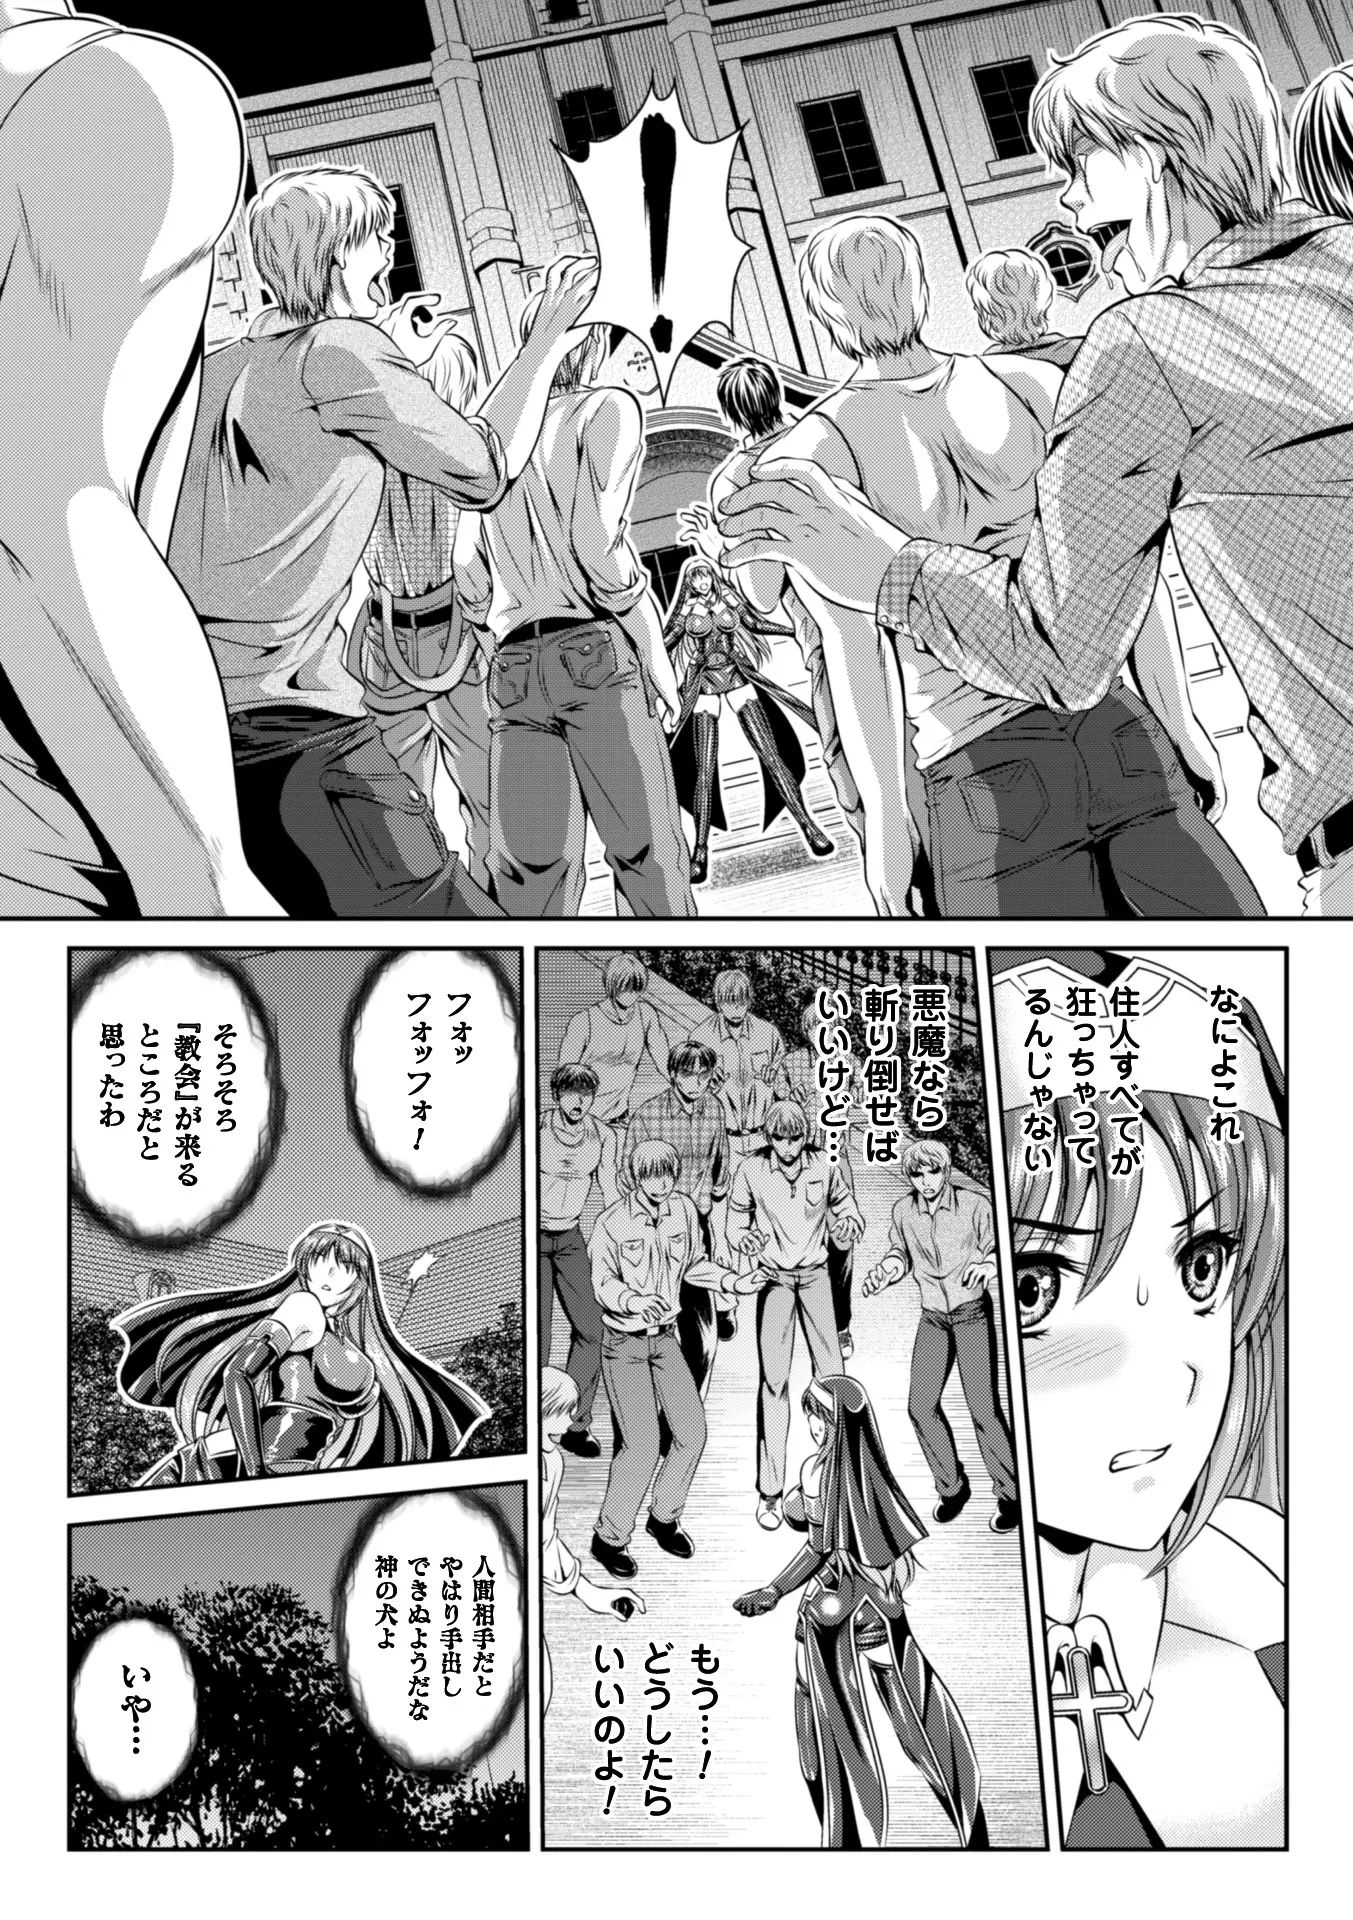 !
なによこれ
住人すべてが
狂っちゃって
るんじゃない
悪魔なら
斬り倒せば
いいけど…
もう…！
どうしたら
いいのよ！
フォッ
フォッフォ！
そろそろ
『教会』が来る
ところだと
思ったわ
人間相手だと
やはり手出し
できぬようだな
神の犬よ
いや…